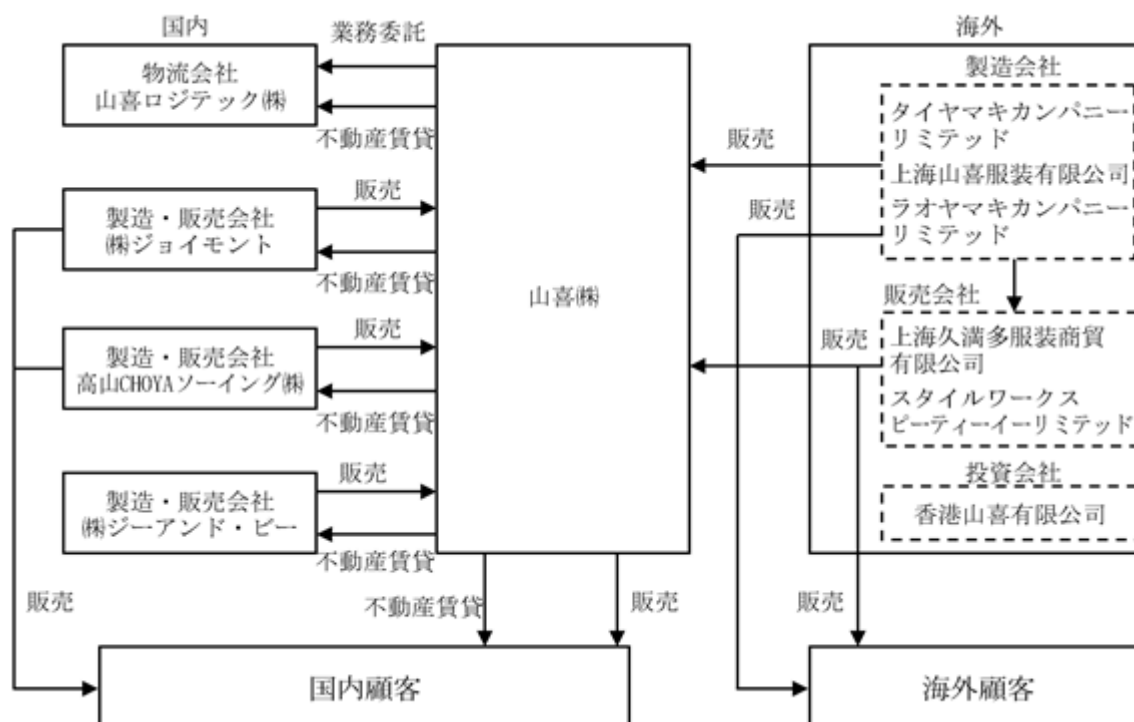 国内
業務委託
物流会社
山喜ロジテック㈱
不動産賃貸
販売
製造・販売会社
㈱ジョイモント
不動産賃貸
販売
製造・販売会社
高山CHOYAソーイング㈱
不動産賃貸
販売
製造・販売会社
㈱ジーアンド・ビー
不動産賃貸
山喜㈱
海外
製造会社
タイヤマキカンパニー
リミテッド
上海山喜服装有限公司
ラオヤマキカンパニー
リミテッド
販売
販売
販売会社
上海久満多服装商貿
有限公司
スタイルワークス
ピーティーイーリミテッド
販売
投資会社
香港山喜有限公司
販売
不動産賃貸
販売
販売
国内顧客
海外顧客